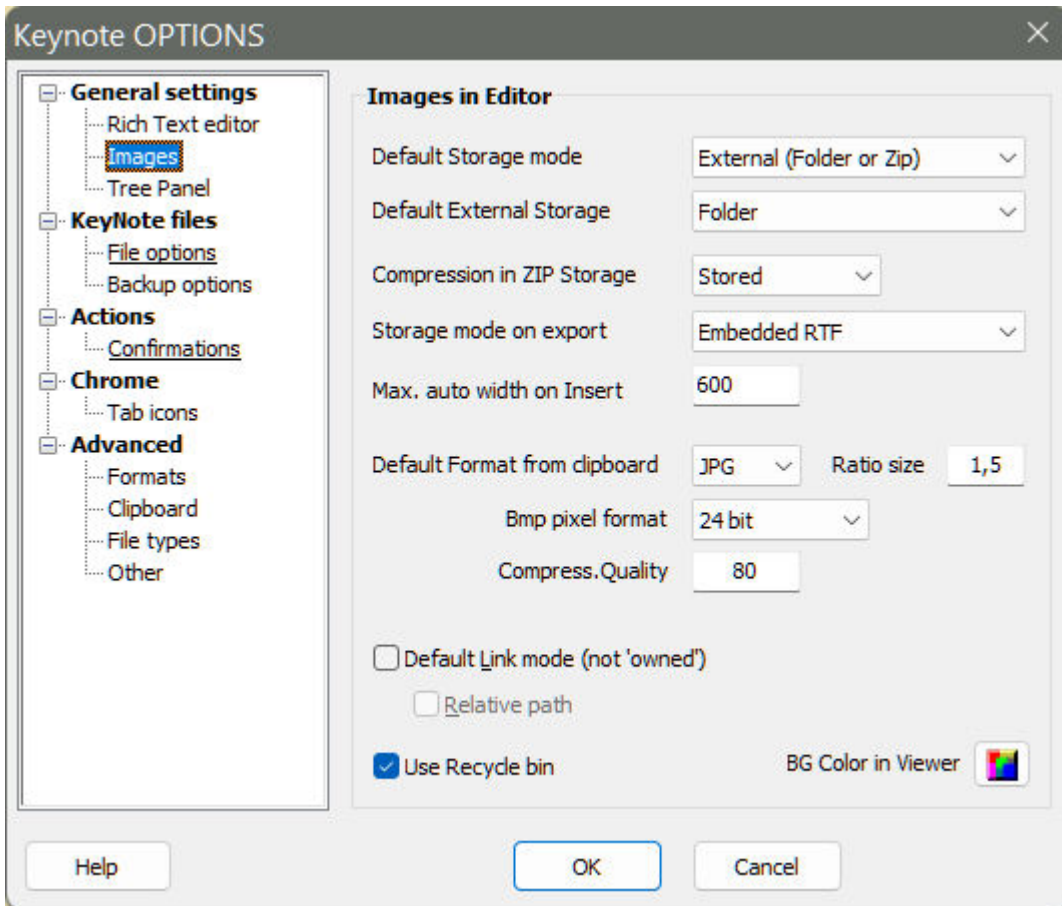 Keynote OPTIONS
General settings
Rich Text editor
Images
Tree Panel
KeyNote files
File options
Backup options
Actions
Confirmations
Chrome
Tab icons
Advanced
Formats
Clipboard
File types
Other
Images in Editor
Default Storage mode External (Folder or Zip)
Default External Storage Folder
Compression in ZIP Storage Stored
Storage mode on export Embedded RTF
Max. auto width on Insert 600
Default Format from clipboard JPG Ratio size 1,5
Bmp pixel format 24 bit
Compress.Quality 80
Default Link mode (not 'owned')
Relative path
Use Recycle bin BG Color in Viewer
Help OK Cancel